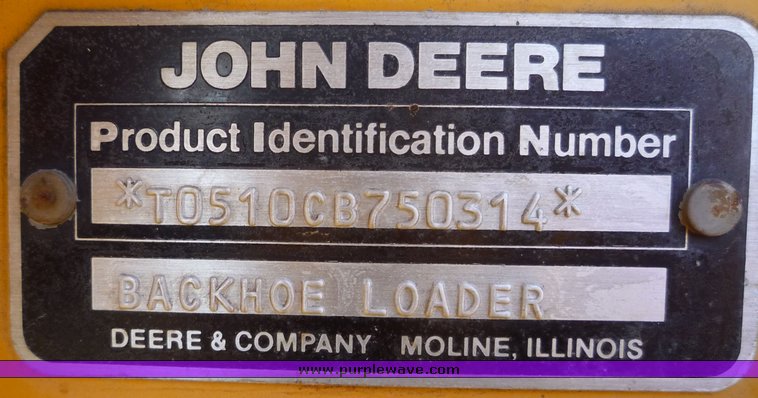 JOHN DEERE
Product Identification Number
*T0510CB750314*
BACKHOE LOADER
DEERE & COMPANY MOLINE, ILLINOIS
www.purplewave.com